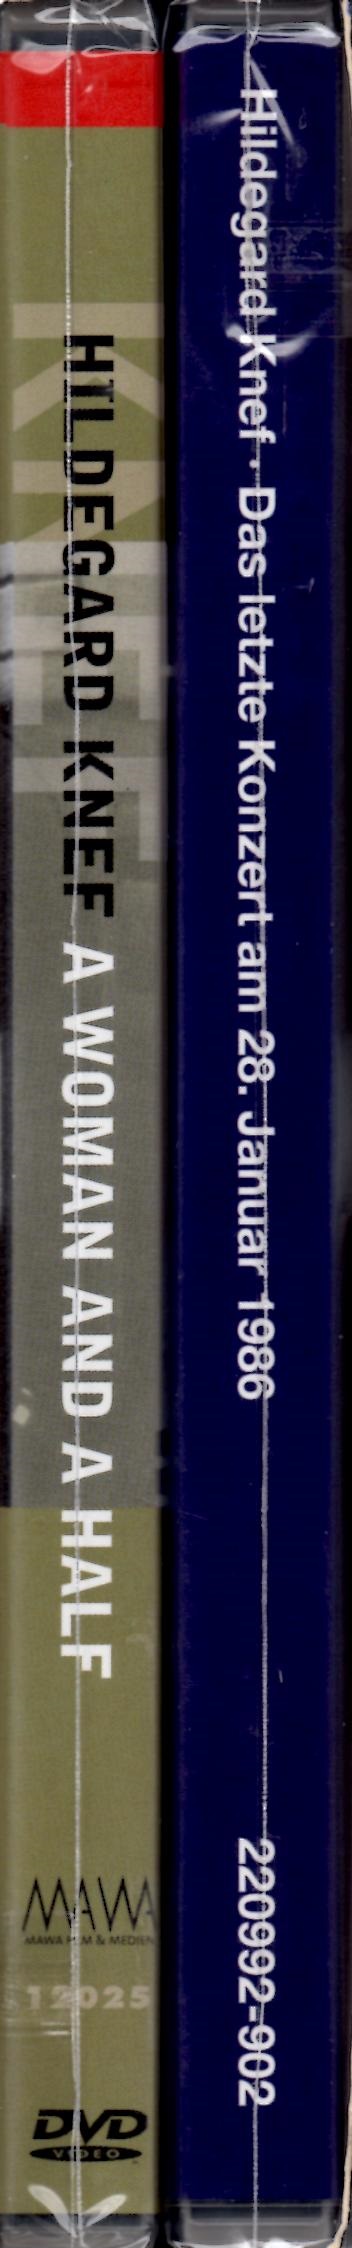 KNEF
HILDEGARD KNEF A WOMAN AND A HALF
MAWA
MAWA FILM & MEDIEN
12025
DVD
VIDEO
Hildegard Knef · Das letzte Konzert am 28. Januar 1986
220992-902